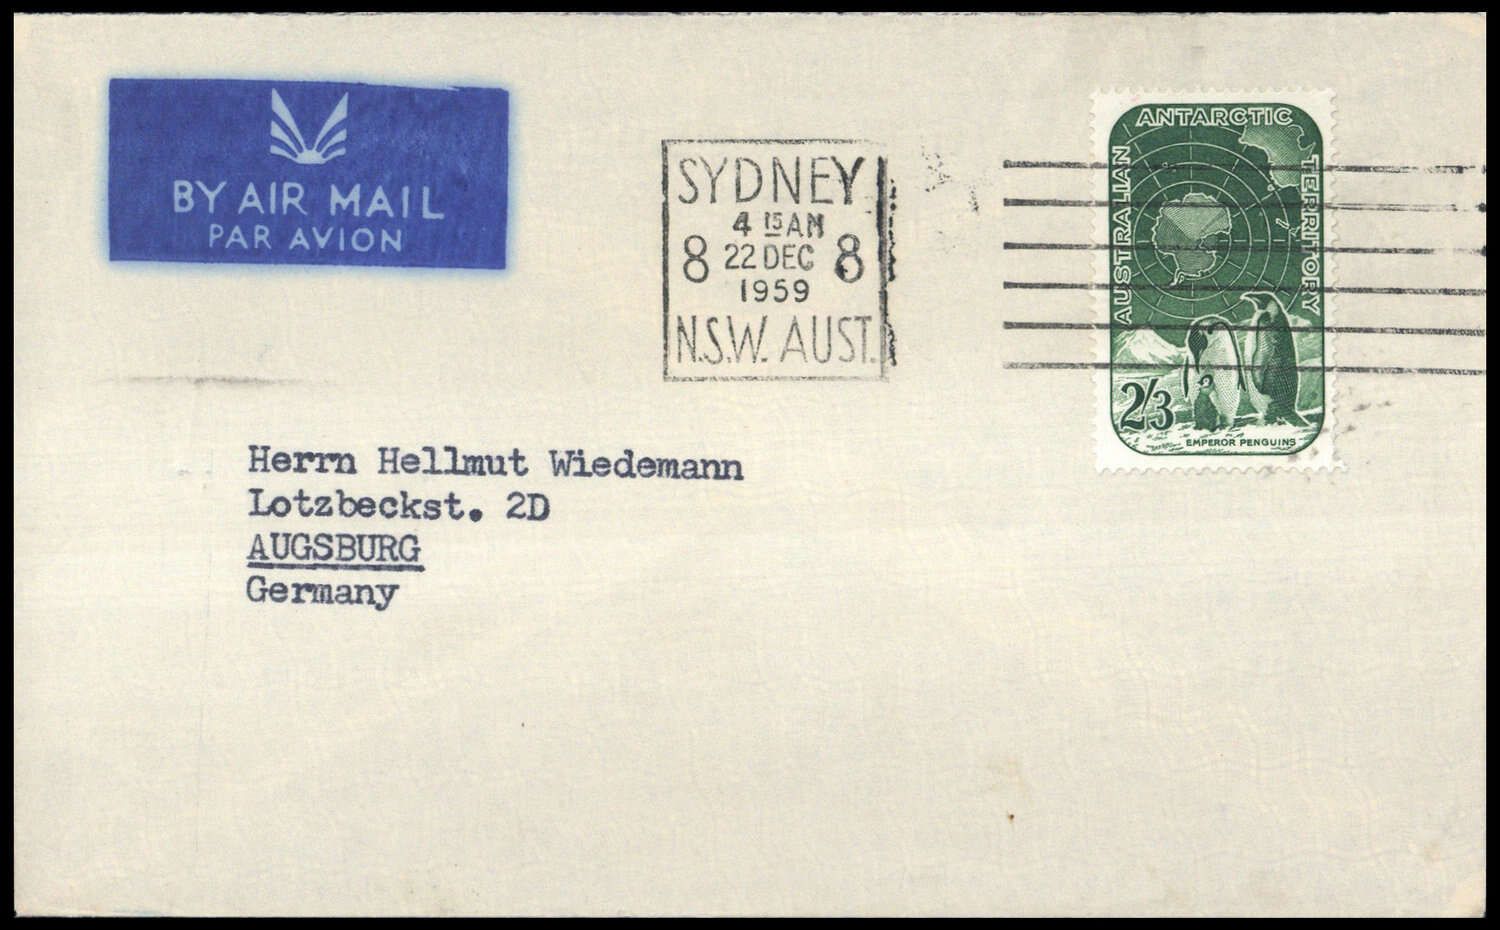 BY AIR MAIL
PAR AVION
SYDNEY
4 15 AM
8 22 DEC 8
1959
N.S.W. AUST.
AUSTRALIAN
ANTARCTIC
TERRITORY
2/3
EMPEROR PENGUINS
Herrn Hellmut Wiedemann
Lotzbeckst. 2D
AUGSBURG
Germany